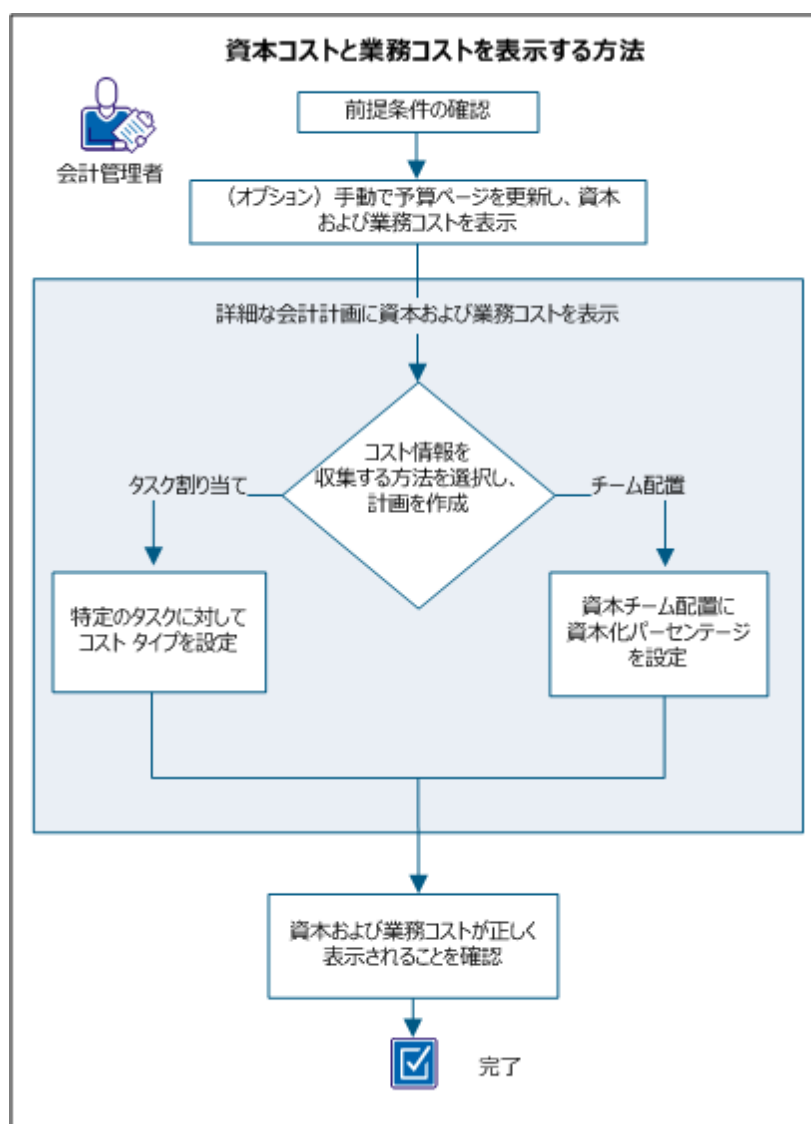 資本コストと業務コストを表示する方法
会計管理者
前提条件の確認
（オプション）手動で予算ページを更新し、資本
および業務コストを表示
詳細な会計計画に資本および業務コストを表示
コスト情報を
収集する方法を選択し、
計画を作成
タスク割り当て
チーム配置
特定のタスクに対して
コスト タイプを設定
資本チーム配置に
資本化パーセンテージ
を設定
資本および業務コストが正しく
表示されることを確認
完了